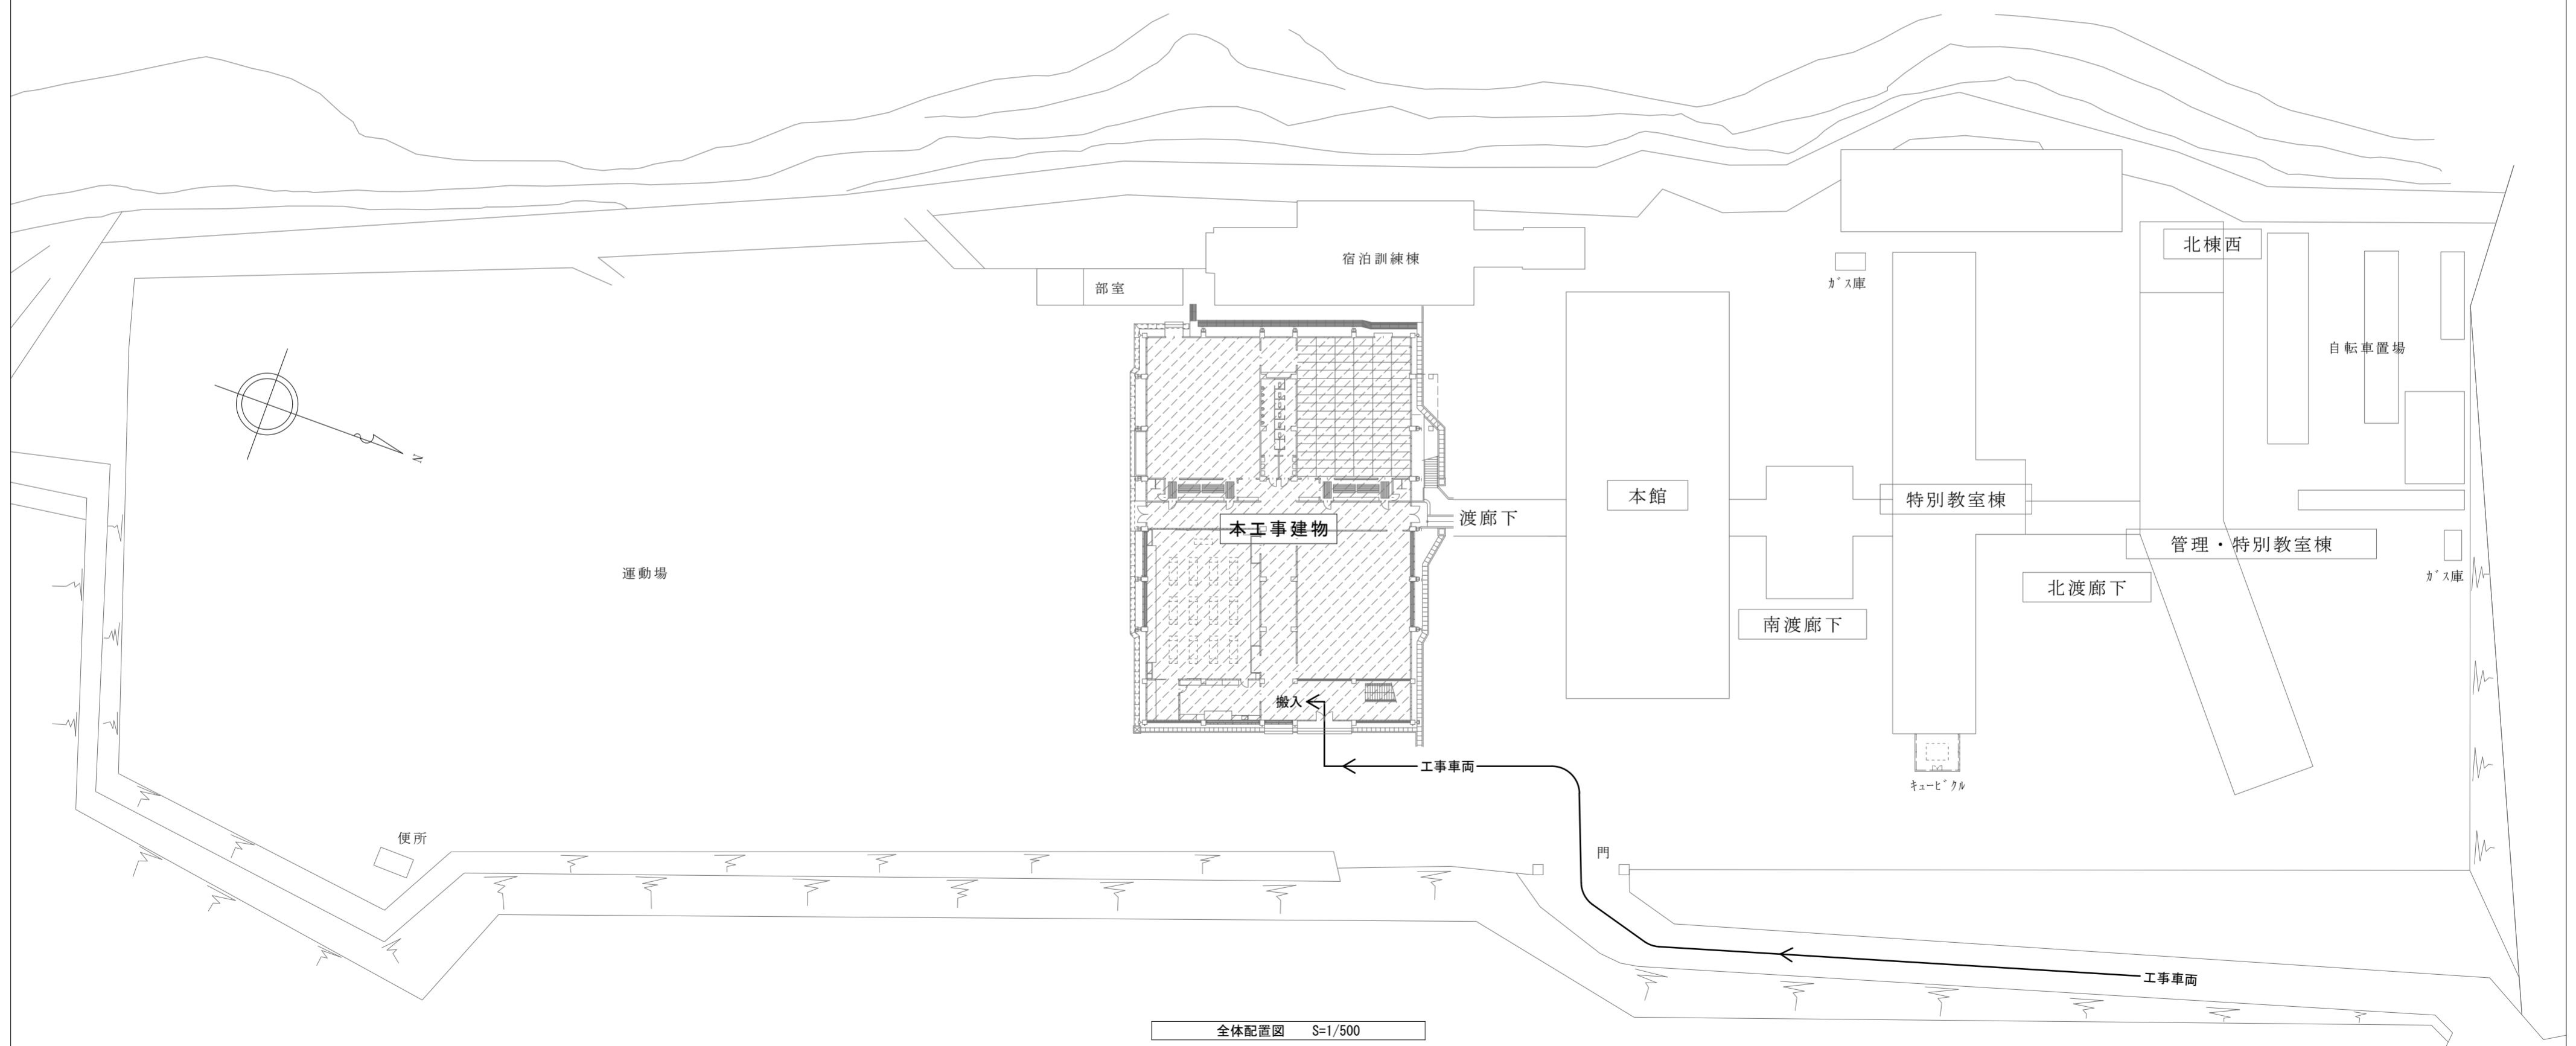 北棟西
宿泊訓練棟
ｶﾞｽ庫
部室
自転車置場
N
本館
特別教室棟
渡廊下
本工事建物
管理・特別教室棟
運動場
ｶﾞｽ庫
北渡廊下
南渡廊下
搬入
工事車両
ｷｭｰﾋﾞｸﾙ
便所
門
工事車両
全体配置図 S=1/500